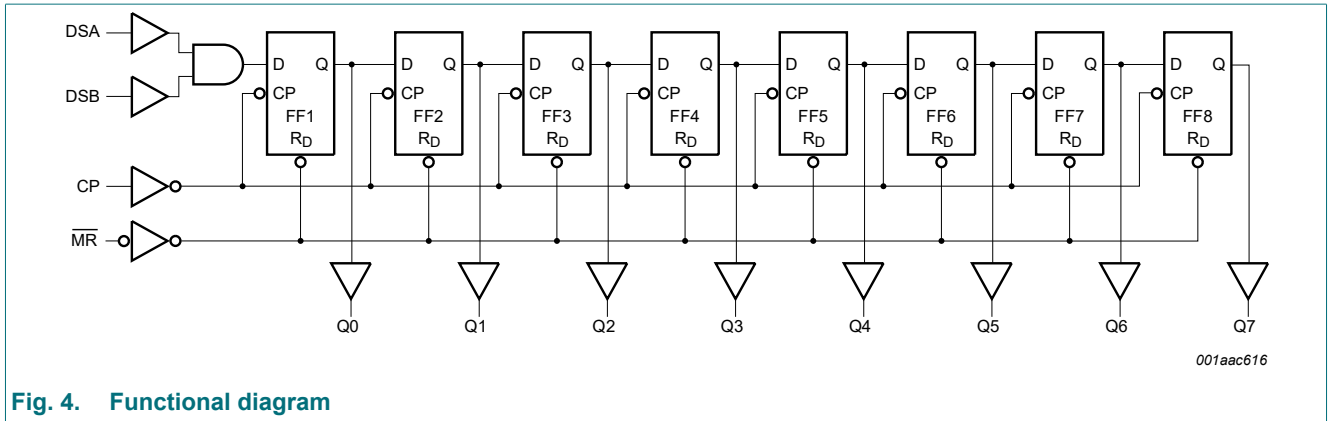 DSA
DSB
CP
M̅R̅
D Q
CP
FF1
RD
D Q
CP
FF2
RD
D Q
CP
FF3
RD
D Q
CP
FF4
RD
D Q
CP
FF5
RD
D Q
CP
FF6
RD
D Q
CP
FF7
RD
D Q
CP
FF8
RD
Q0 Q1 Q2 Q3 Q4 Q5 Q6 Q7
001aac616
Fig. 4. Functional diagram